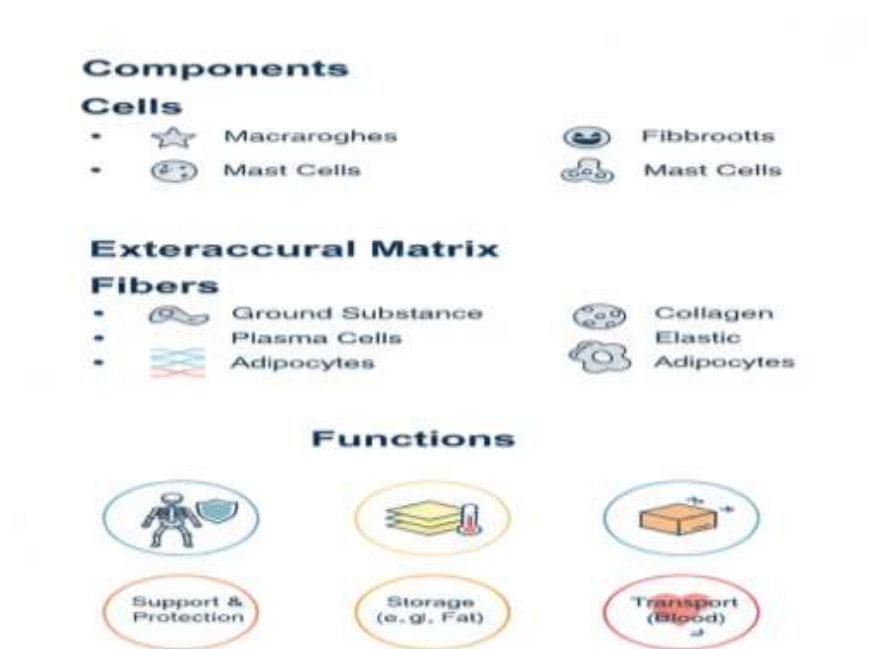 Components
Cells
• Macraroghes Fibbrootts
• Mast Cells Mast Cells
Exteraccural Matrix
Fibers
• Ground Substance Collagen
• Plasma Cells Elastic
• Adipocytes Adipocytes
Functions
Support & Storage Transport
Protection (e, gl, Fat) (Blood)